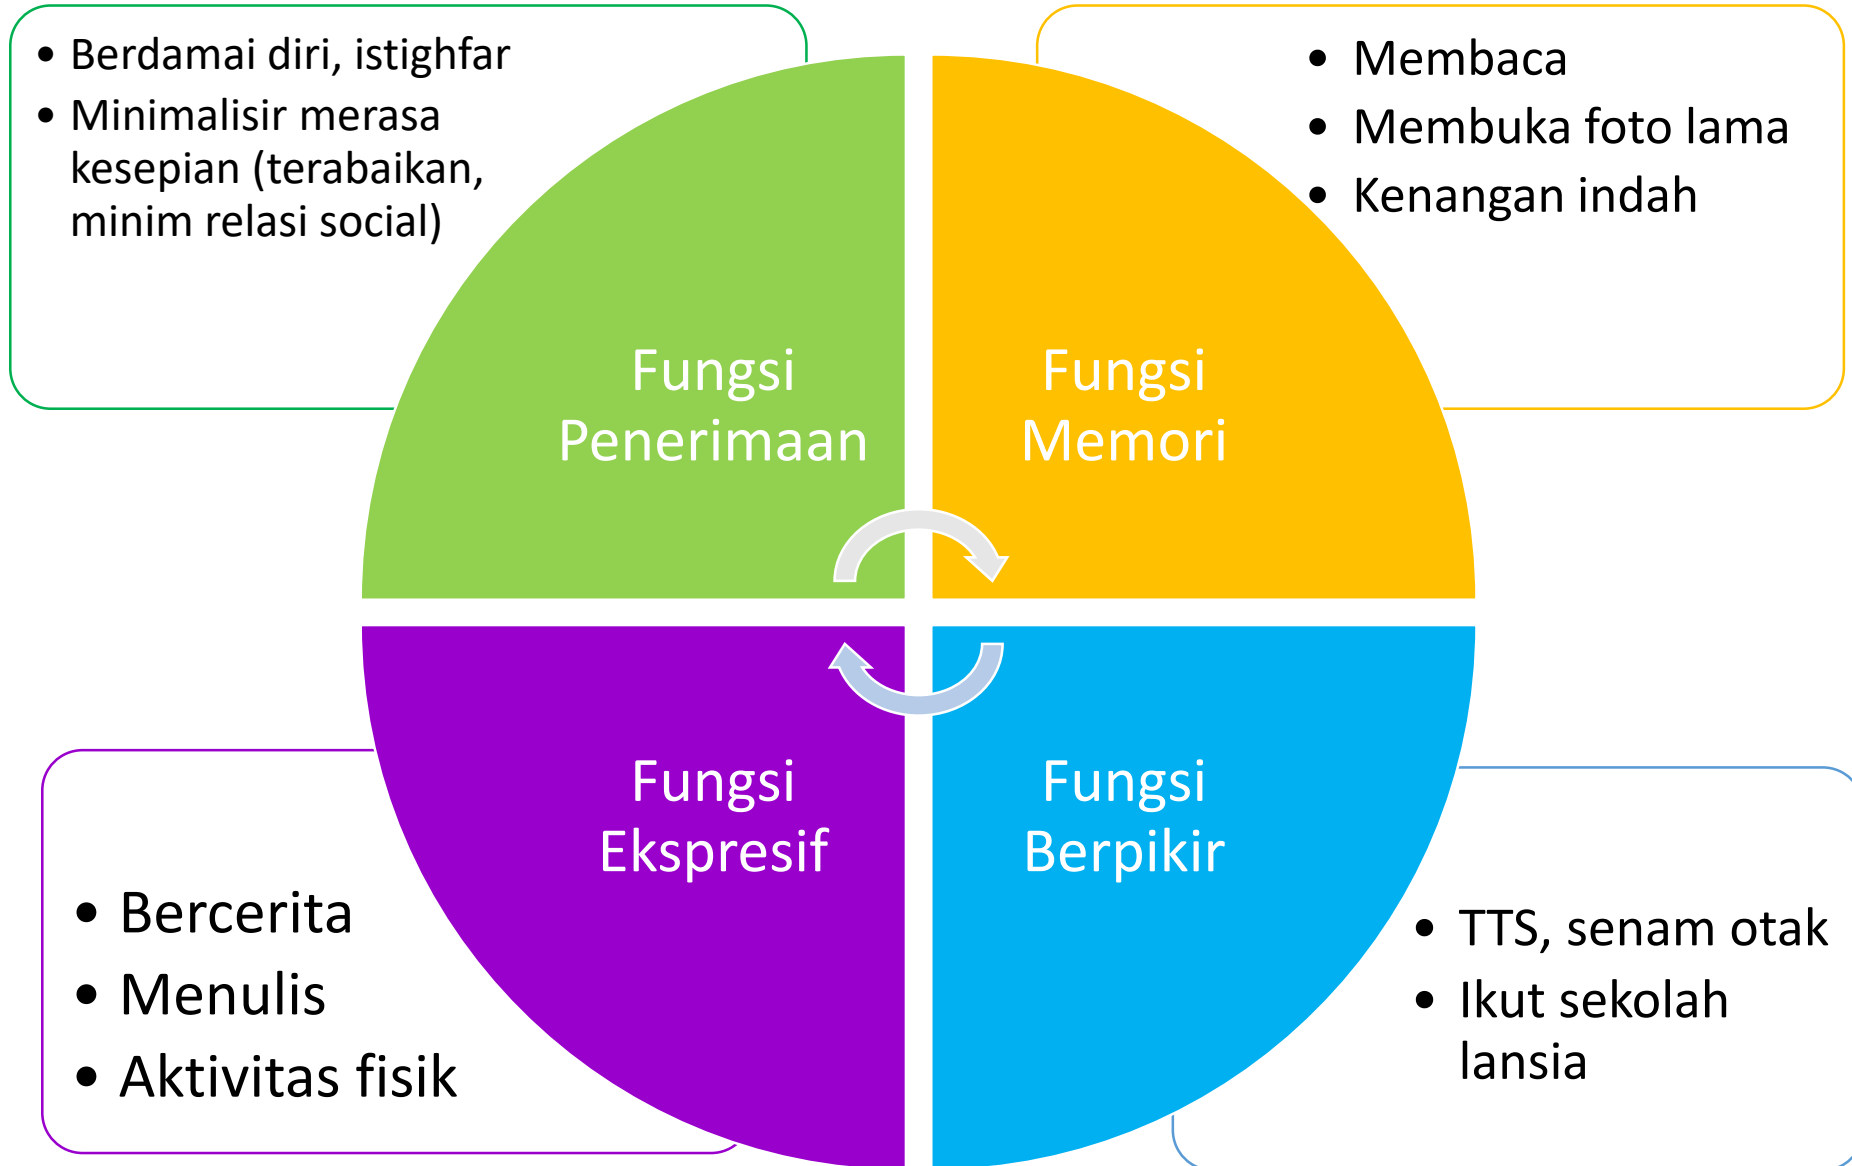 • Berdamai diri, istighfar
• Minimalisir merasa
kesepian (terabaikan,
minim relasi social)
• Membaca
• Membuka foto lama
• Kenangan indah
Fungsi
Penerimaan
Fungsi
Memori
Fungsi
Ekspresif
Fungsi
Berpikir
• Bercerita
• Menulis
• Aktivitas fisik
• TTS, senam otak
• Ikut sekolah
lansia